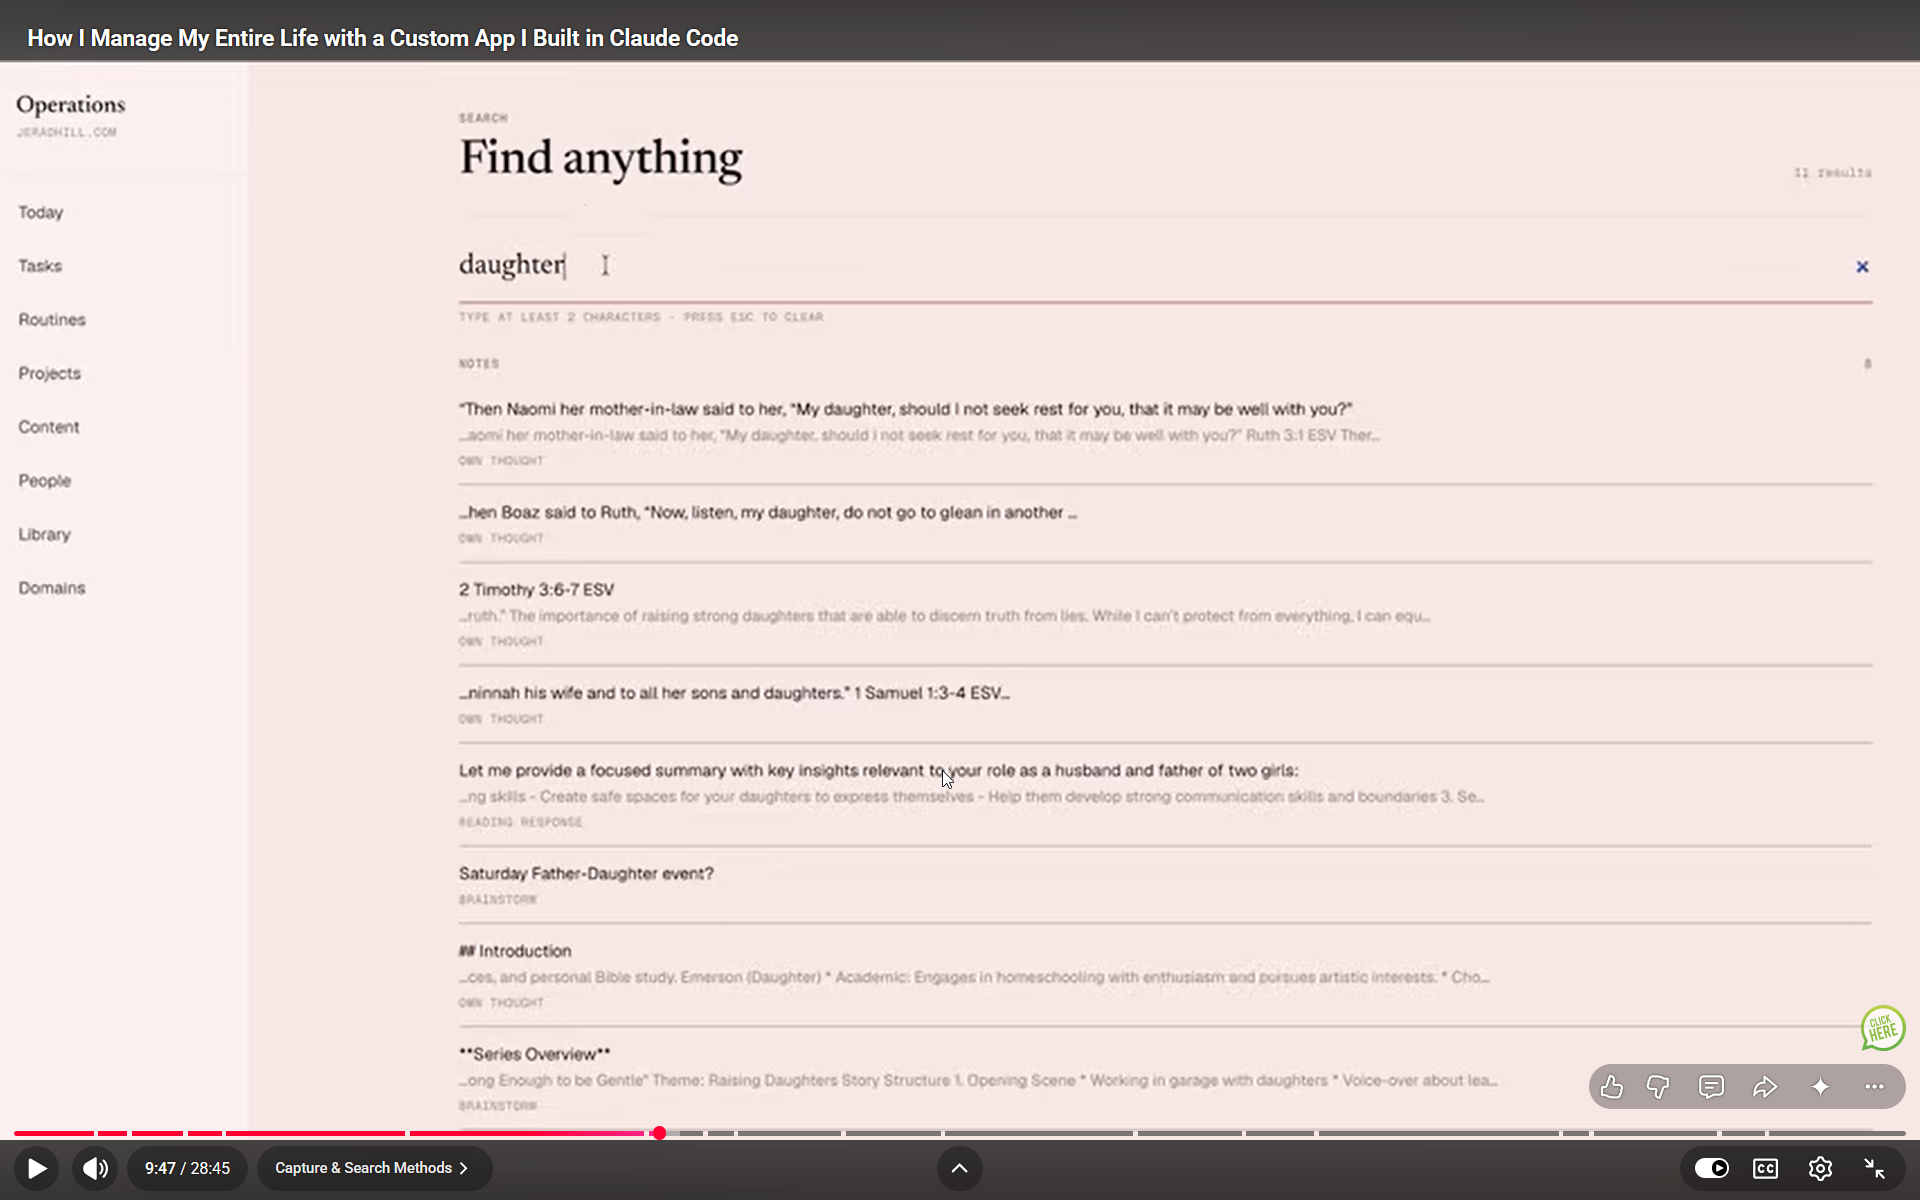 How I Manage My Entire Life with a Custom App I Built in Claude Code
Operations
JERADHILL.COM
Today
Tasks
Routines
Projects
Content
People
Library
Domains
SEARCH
Find anything
11 results
daughter
TYPE AT LEAST 2 CHARACTERS - PRESS ESC TO CLEAR
NOTES
8
"Then Naomi her mother-in-law said to her, "My daughter, should I not seek rest for you, that it may be well with you?"
…aomi her mother-in-law said to her, "My daughter, should I not seek rest for you, that it may be well with you?" Ruth 3:1 ESV Ther…
OWN THOUGHT
…hen Boaz said to Ruth, "Now, listen, my daughter, do not go to glean in another …
OWN THOUGHT
2 Timothy 3:6-7 ESV
…ruth." The importance of raising strong daughters that are able to discern truth from lies. While I can't protect from everything, I can equ…
OWN THOUGHT
…ninnah his wife and to all her sons and daughters." 1 Samuel 1:3-4 ESV…
OWN THOUGHT
Let me provide a focused summary with key insights relevant to your role as a husband and father of two girls:
…ng skills - Create safe spaces for your daughters to express themselves - Help them develop strong communication skills and boundaries 3. Se…
READING RESPONSE
Saturday Father-Daughter event?
BRAINSTORM
## Introduction
…ces, and personal Bible study. Emerson (Daughter) * Academic: Engages in homeschooling with enthusiasm and pursues artistic interests. * Cho…
OWN THOUGHT
**Series Overview**
…ong Enough to be Gentle" Theme: Raising Daughters Story Structure 1. Opening Scene * Working in garage with daughters * Voice-over about lea…
BRAINSTORM
CLICK HERE
9:47 / 28:45
Capture & Search Methods
CC